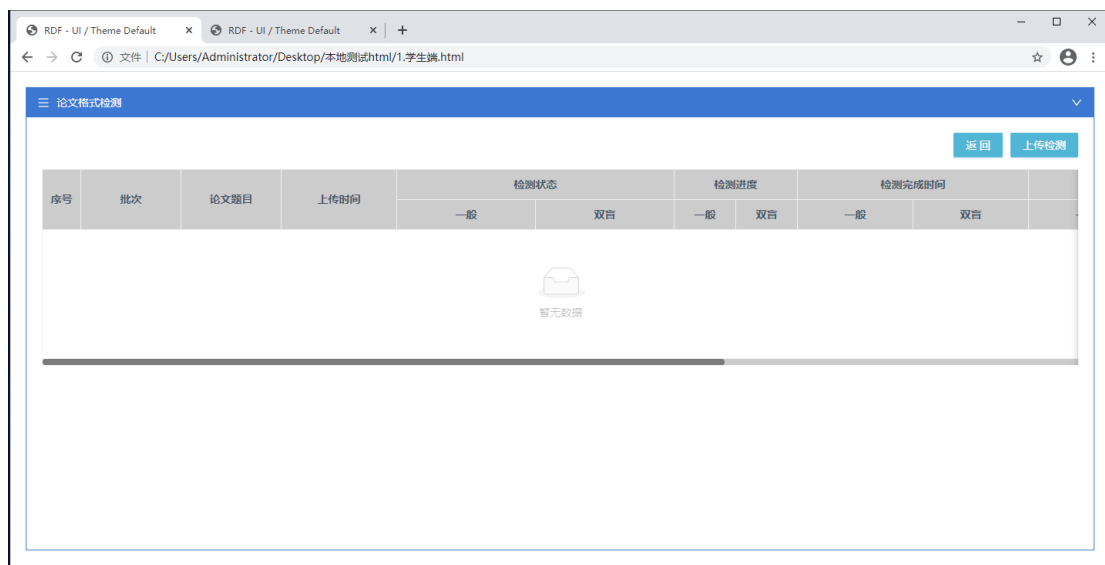 RDF - UI / Theme Default
RDF - UI / Theme Default
文件 C:/Users/Administrator/Desktop/本地测试html/1.学生端.html
论文格式检测
返回 上传检测
序号 批次 论文题目 上传时间 检测状态 检测进度 检测完成时间
一般 双盲 一般 双盲 一般 双盲
暂无数据